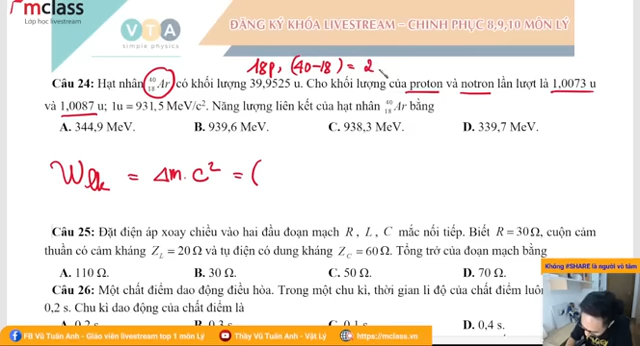 mclass
Lớp học livestream
VTA
simple physics
ĐĂNG KÝ KHÓA LIVESTREAM – CHINH PHỤC 8,9,10 MÔN LÝ
18p, (40-18) = 2
Câu 24: Hạt nhân ⁴⁰₁₈Ar có khối lượng 39,9525 u. Cho khối lượng của proton và notron lần lượt là 1,0073 u
và 1,0087 u; 1u = 931,5 MeV/c². Năng lượng liên kết của hạt nhân ⁴⁰₁₈Ar bằng
A. 344,9 MeV. B. 939,6 MeV. C. 938,3 MeV. D. 339,7 MeV.
Wlk = Δm.c² = (
Câu 25: Đặt điện áp xoay chiều vào hai đầu đoạn mạch R, L, C mắc nối tiếp. Biết R = 30Ω, cuộn cảm
thuần có cảm kháng Z_L = 20Ω và tụ điện có dung kháng Z_C = 60Ω. Tổng trở của đoạn mạch bằng
A. 110 Ω. B. 30 Ω. C. 50 Ω. D. 70 Ω.
Không #SHARE là người vô tâm
Câu 26: Một chất điểm dao động điều hòa. Trong một chu kì, thời gian li độ của chất điểm
0,2 s. Chu kì dao động của chất điểm là
A. 0,2 s. B. 0,3 s. C. 0,1 s. D. 0,4 s.
FB Vũ Tuấn Anh - Giáo viên livestream top 1 môn Lý
Thầy Vũ Tuấn Anh - Vật Lý
https://mclass.vn